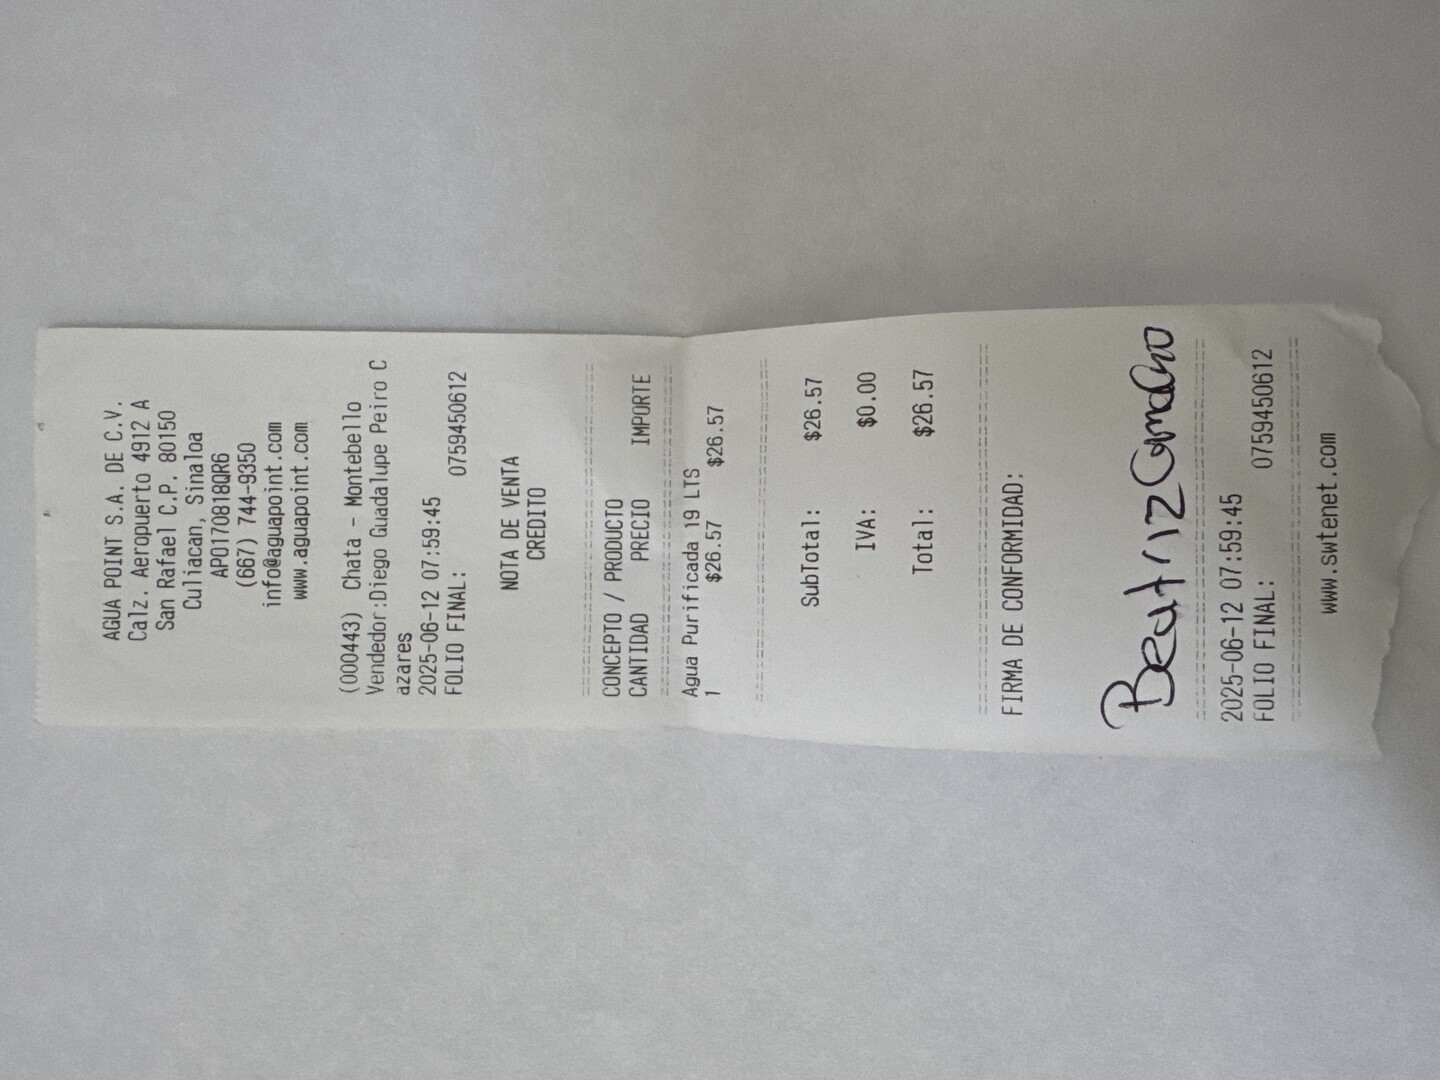 AGUA POINT S.A. DE C.V.
Calz. Aeropuerto 4912 A
San Rafael C.P. 80150
Culiacan, Sinaloa
APO170818QR6
(667) 744-9350
info@aguapoint.com
www.aguapoint.com
(000443) Chata - Montebello
Vendedor:Diego Guadalupe Peiro C
azares
2025-06-12 07:59:45
FOLIO FINAL: 0759450612
NOTA DE VENTA
CREDITO
CONCEPTO / PRODUCTO
CANTIDAD PRECIO IMPORTE
Agua Purificada 19 LTS
1 $26.57 $26.57
SubTotal: $26.57
IVA: $0.00
Total: $26.57
FIRMA DE CONFORMIDAD:
Beatriz Camacho
2025-06-12 07:59:45
FOLIO FINAL: 0759450612
www.swtenet.com